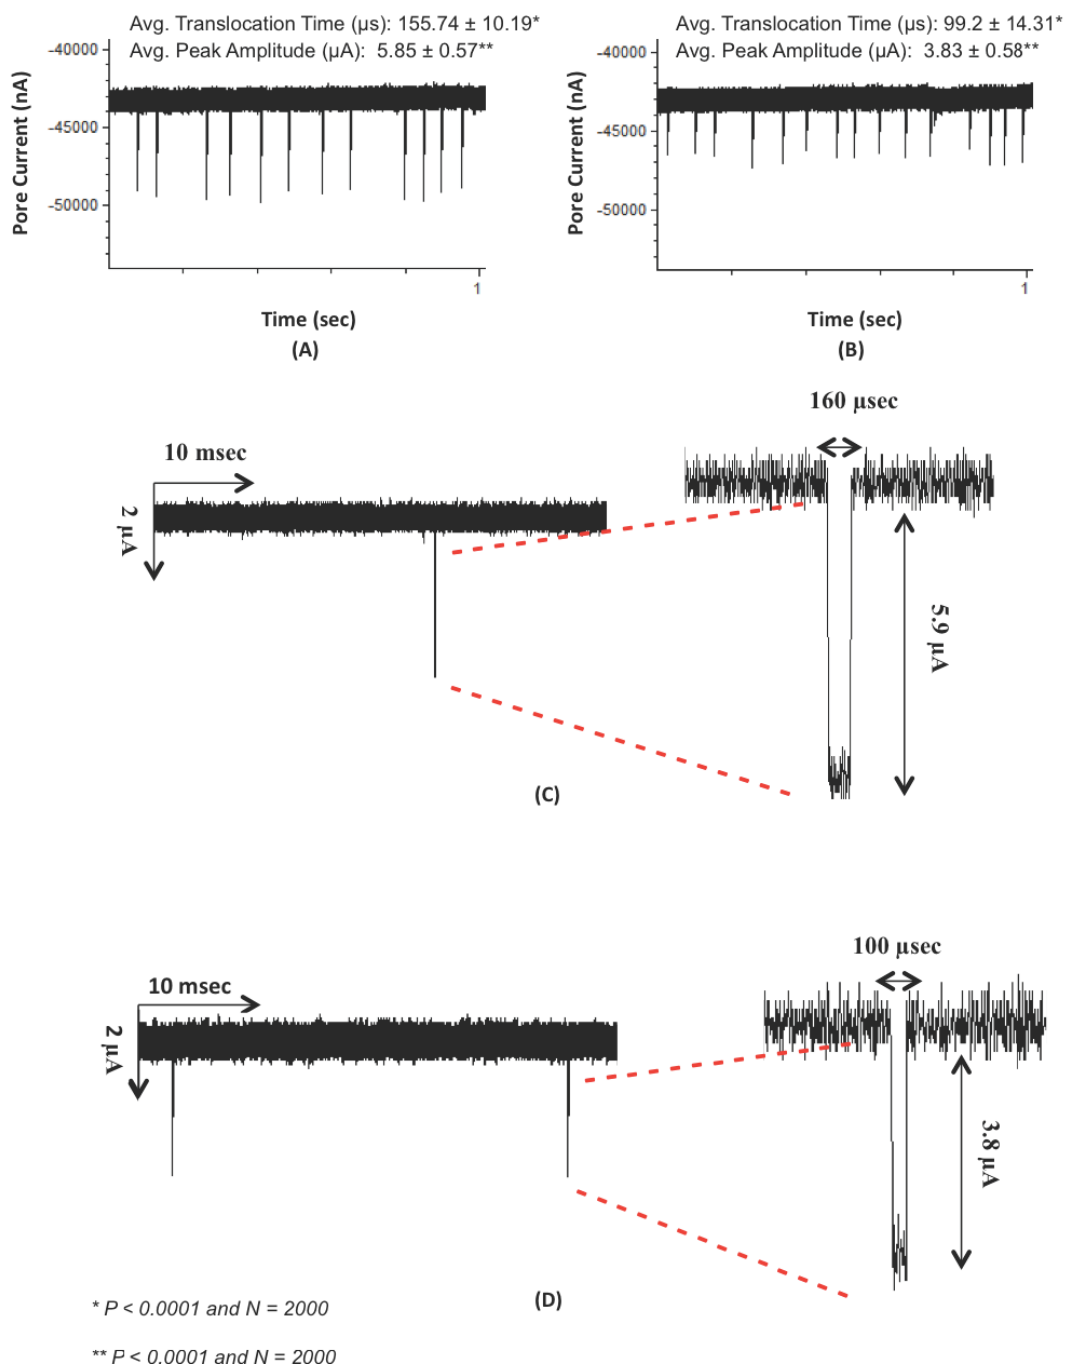 Avg. Translocation Time (µs): 155.74 ± 10.19*
Avg. Peak Amplitude (µA): 5.85 ± 0.57**
-40000
-45000
-50000
Pore Current (nA)
1
Time (sec)
(A)
Avg. Translocation Time (µs): 99.2 ± 14.31*
Avg. Peak Amplitude (µA): 3.83 ± 0.58**
-40000
-45000
-50000
Pore Current (nA)
1
Time (sec)
(B)
160 µsec
10 msec
2 µA
5.9 µA
(C)
100 µsec
10 msec
2 µA
3.8 µA
(D)
* P < 0.0001 and N = 2000
** P < 0.0001 and N = 2000